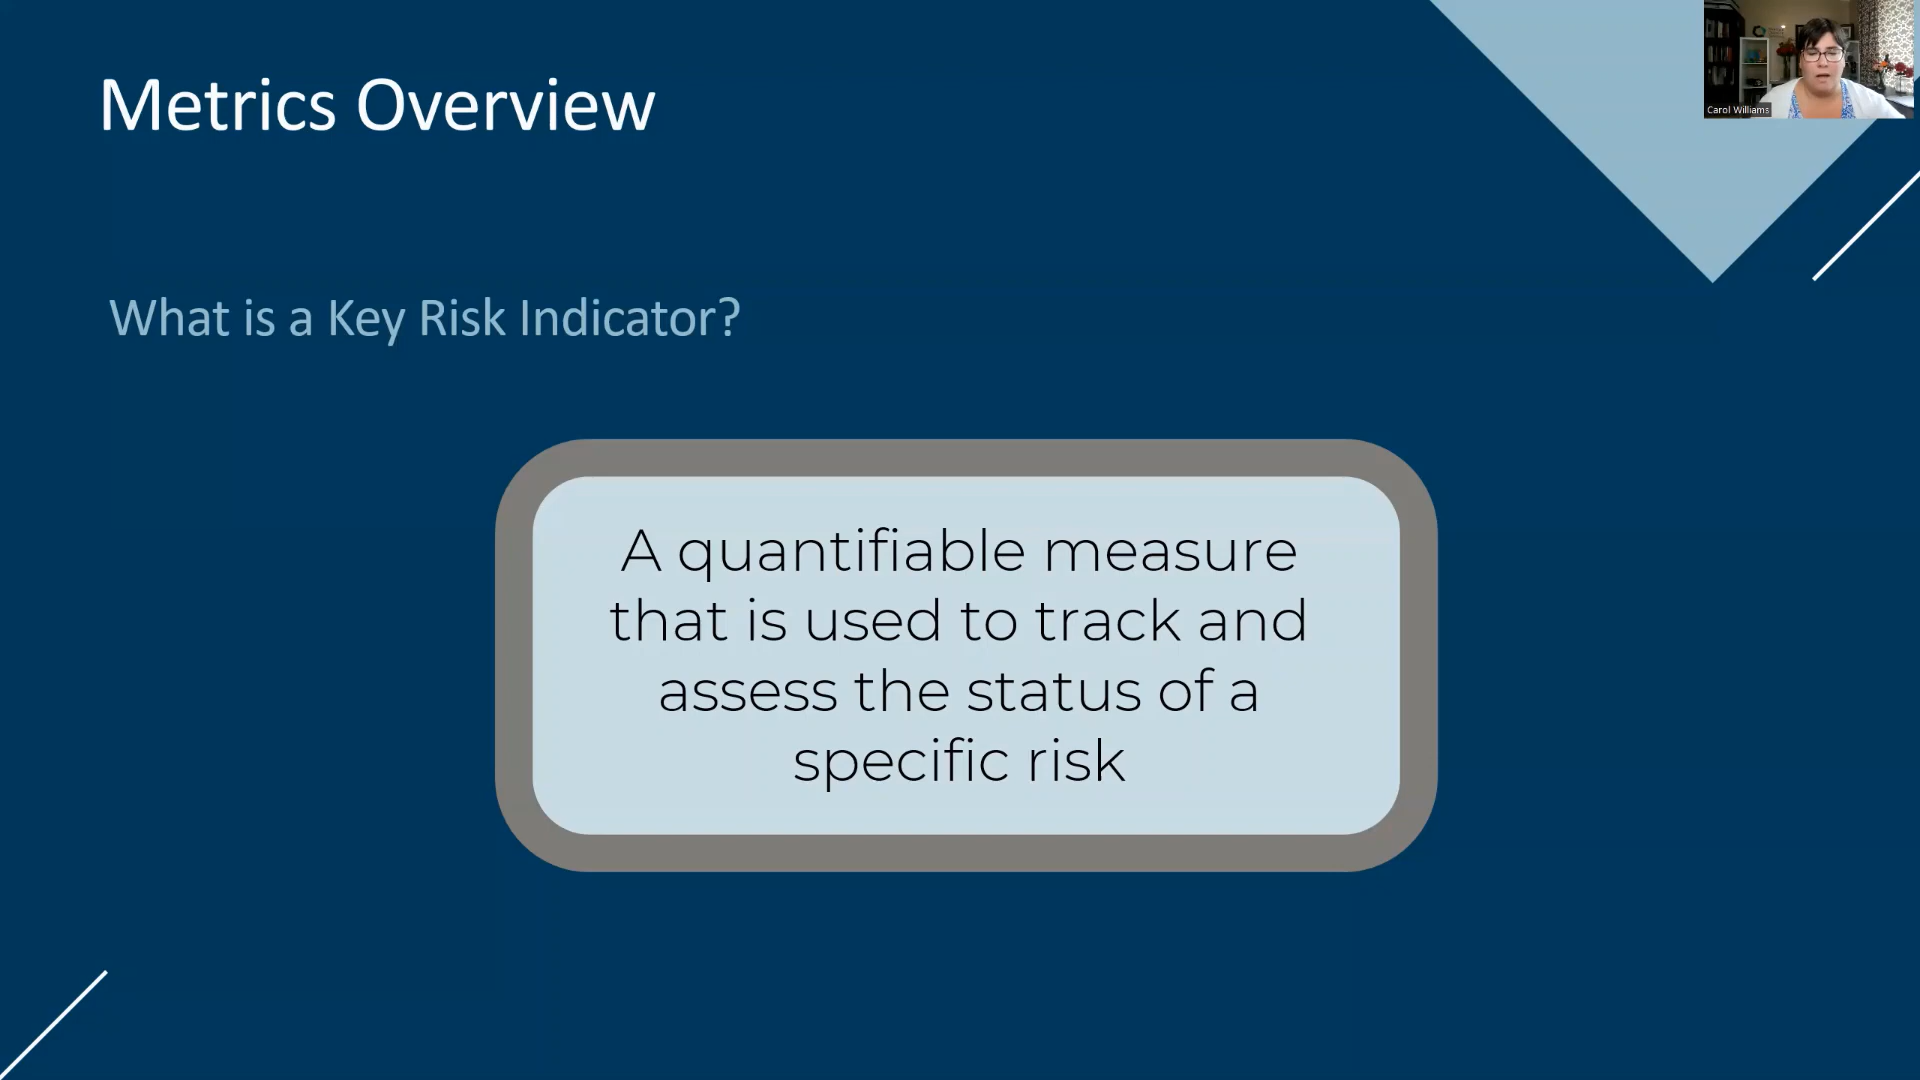 Metrics Overview
Carol Williams
What is a Key Risk Indicator?
A quantifiable measure
that is used to track and
assess the status of a
specific risk